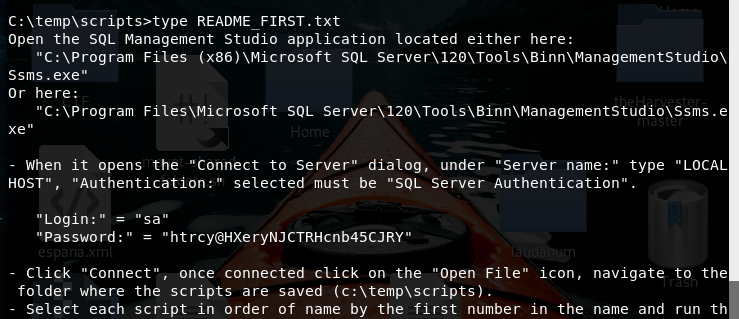 C:\temp\scripts>type README_FIRST.txt
Open the SQL Management Studio application located either here:
"C:\Program Files (x86)\Microsoft SQL Server\120\Tools\Binn\ManagementStudio\
Ssms.exe"
Or here:
"C:\Program Files\Microsoft SQL Server\120\Tools\Binn\ManagementStudio\Ssms.e
xe"
- When it opens the "Connect to Server" dialog, under "Server name:" type "LOCAL
HOST", "Authentication:" selected must be "SQL Server Authentication".
"Login:" = "sa"
"Password:" = "htrcy@HXeryNJCTRHcnb45CJRY"
- Click "Connect", once connected click on the "Open File" icon, navigate to the
folder where the scripts are saved (c:\temp\scripts).
- Select each script in order of name by the first number in the name and run th
Home
theHarvester-
master
espana.xml
laudanum
Trash